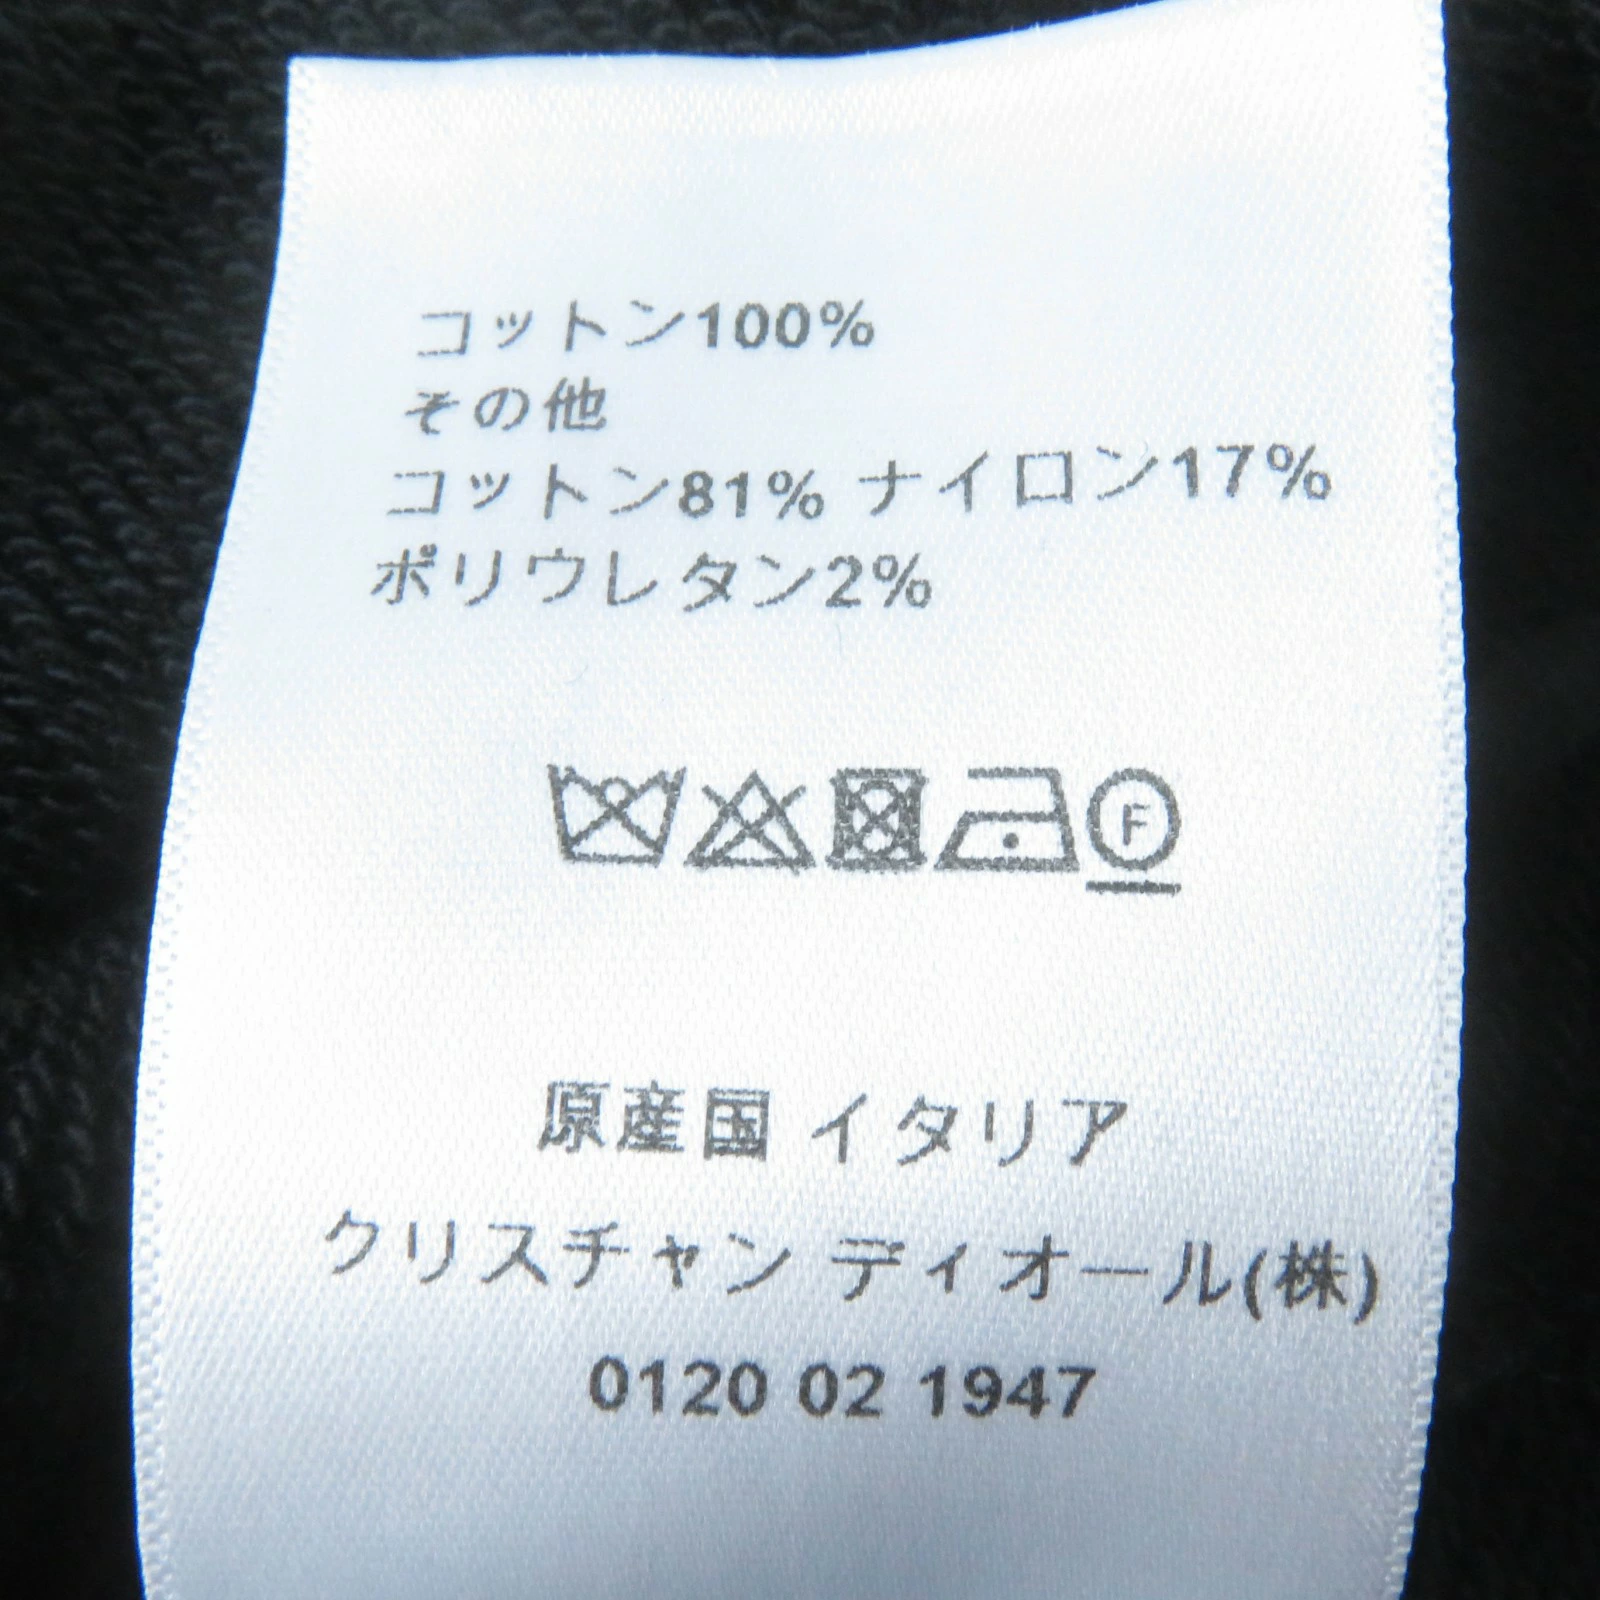 コットン100%
その他
コットン81% ナイロン17%
ポリウレタン2%
F
原産国 イタリア
クリスチャン ディオール(株)
0120 02 1947